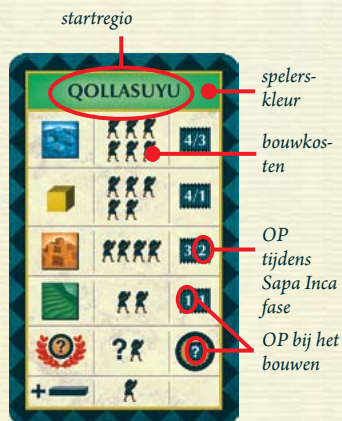 startregio
QOLLASUYU
spelers-
kleur
4/3
bouwkos-
ten
4/1
3/2
OP
tijdens
Sapa Inca
fase
1
OP bij het
bouwen
?
?
?
+